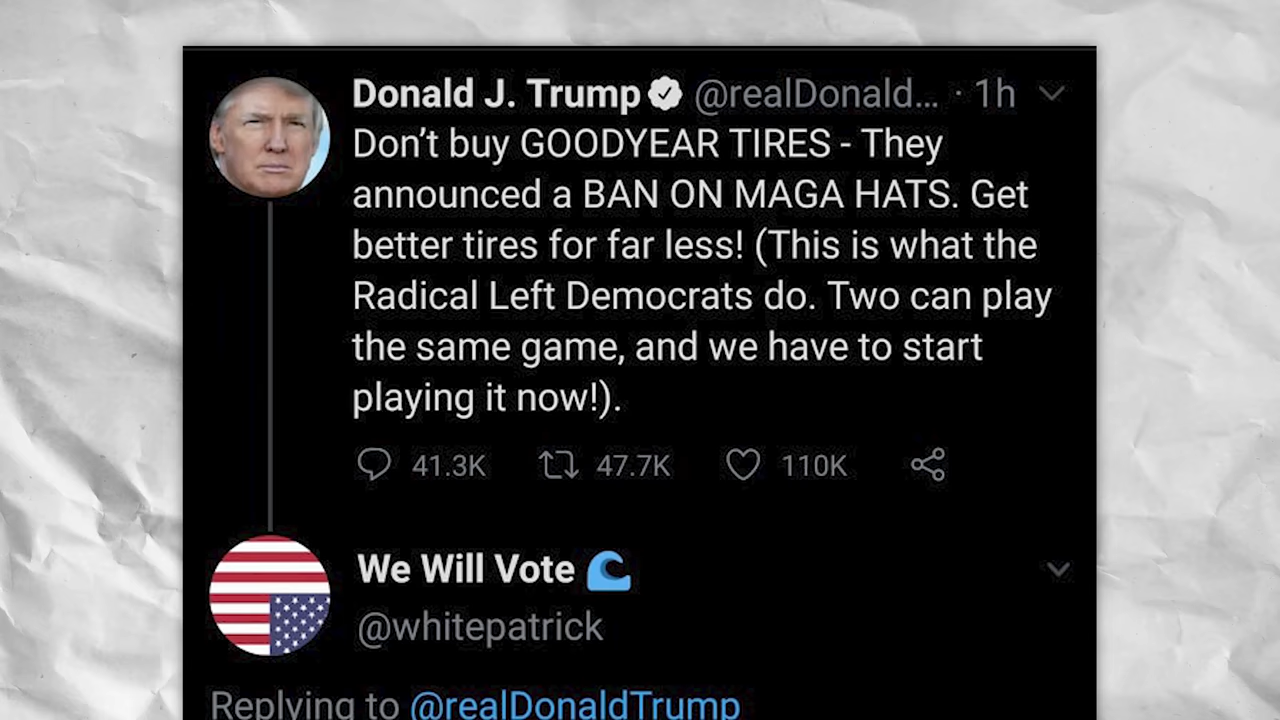 Donald J. Trump @realDonald... · 1h
Don't buy GOODYEAR TIRES - They
announced a BAN ON MAGA HATS. Get
better tires for far less! (This is what the
Radical Left Democrats do. Two can play
the same game, and we have to start
playing it now!).
41.3K 47.7K 110K
We Will Vote 🌊
@whitepatrick
Replying to @realDonaldTrump